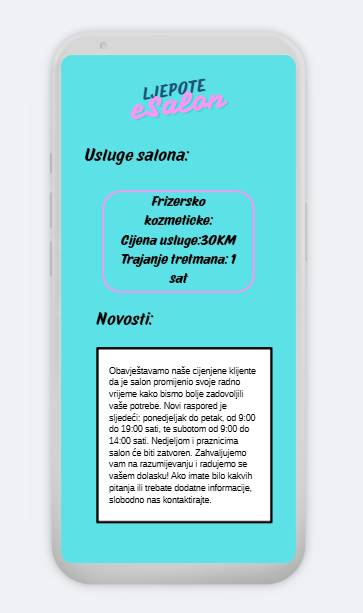 LJEPOTE
eSalon
Usluge salona:
Frizersko
kozmeticke:
Cijena usluge:30KM
Trajanje tretmana: 1
sat
Novosti:
Obavještavamo naše cijenjene klijente
da je salon promijenio svoje radno
vrijeme kako bismo bolje zadovoljili
vaše potrebe. Novi raspored je
sljedeći: ponedjeljak do petak, od 9:00
do 19:00 sati, te subotom od 9:00 do
14:00 sati. Nedjeljom i praznicima
salon će biti zatvoren. Zahvaljujemo
vam na razumijevanju i radujemo se
vašem dolasku! Ako imate bilo kakvih
pitanja ili trebate dodatne informacije,
slobodno nas kontaktirajte.